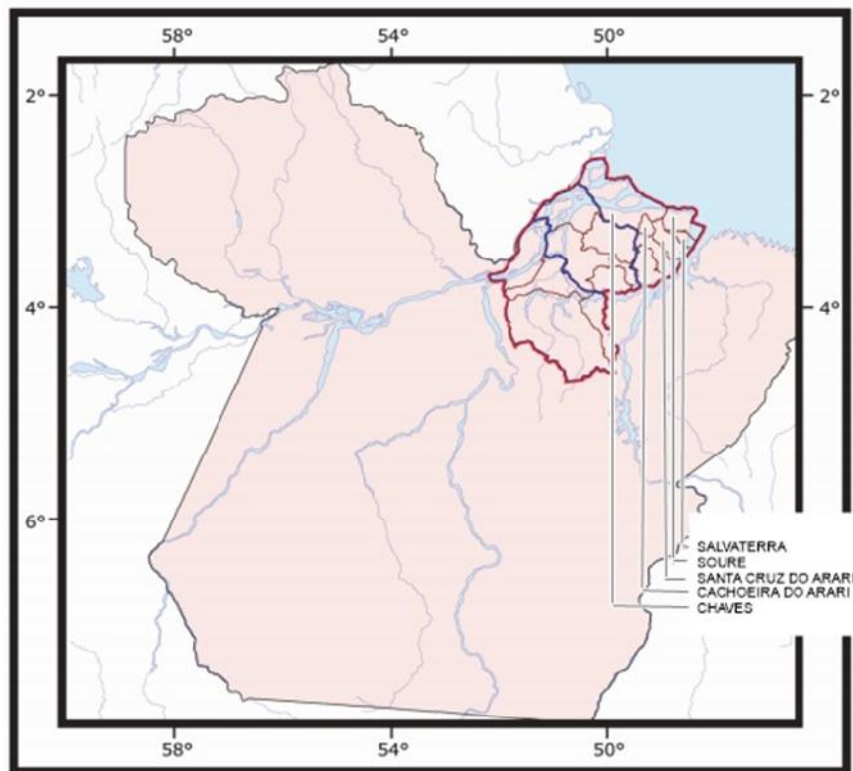 58° 54° 50°
2° 2°
4° 4°
6°
SALVATERRA
SOURE
SANTA CRUZ DO ARARI
CACHOEIRA DO ARARI
CHAVES
58° 54° 50°